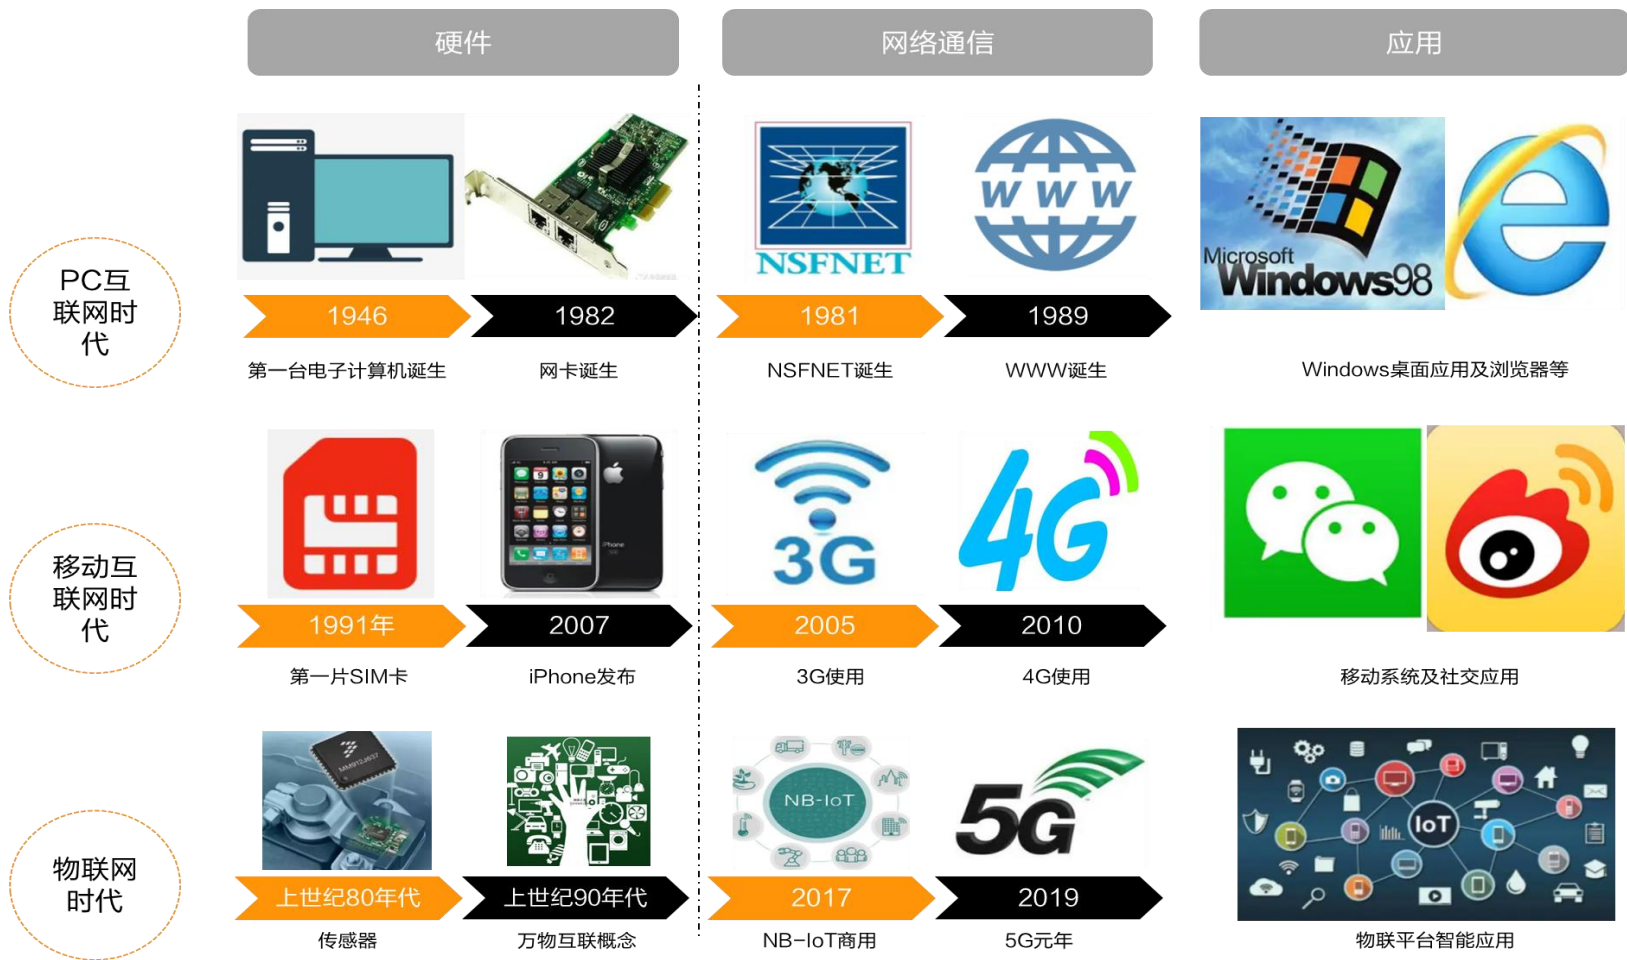 硬件
网络通信
应用
PC互
联网时
代
NSFNET
WWW
Microsoft
Windows98
1946
1982
1981
1989
第一台电子计算机诞生
网卡诞生
NSFNET诞生
WWW诞生
Windows桌面应用及浏览器等
移动互
联网时
代
iPhone
3G
4G
1991年
2007
2005
2010
第一片SIM卡
iPhone发布
3G使用
4G使用
移动系统及社交应用
物联网
时代
MM912J637
NB-IoT
5G
IoT
上世纪80年代
上世纪90年代
2017
2019
传感器
万物互联概念
NB-IoT商用
5G元年
物联平台智能应用